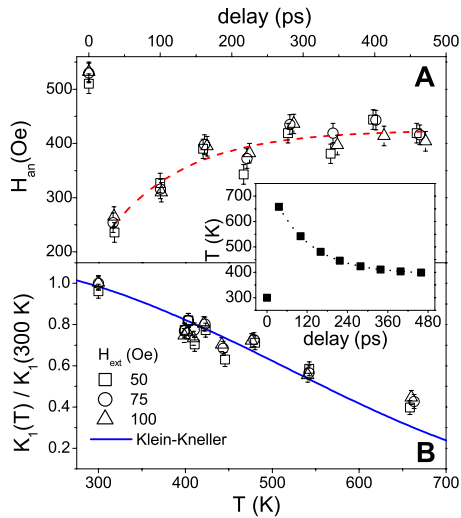 delay (ps)
0 100 200 300 400 500
A
500
400
300
200
H_an(Oe)
700
600
500
400
300
T (K)
0 120 240 360 480
delay (ps)
1.0
0.8
0.6
0.4
0.2
K₁(T) / K₁(300 K)
H_ext (Oe)
50
75
100
Klein-Kneller
B
300 400 500 600 700
T (K)